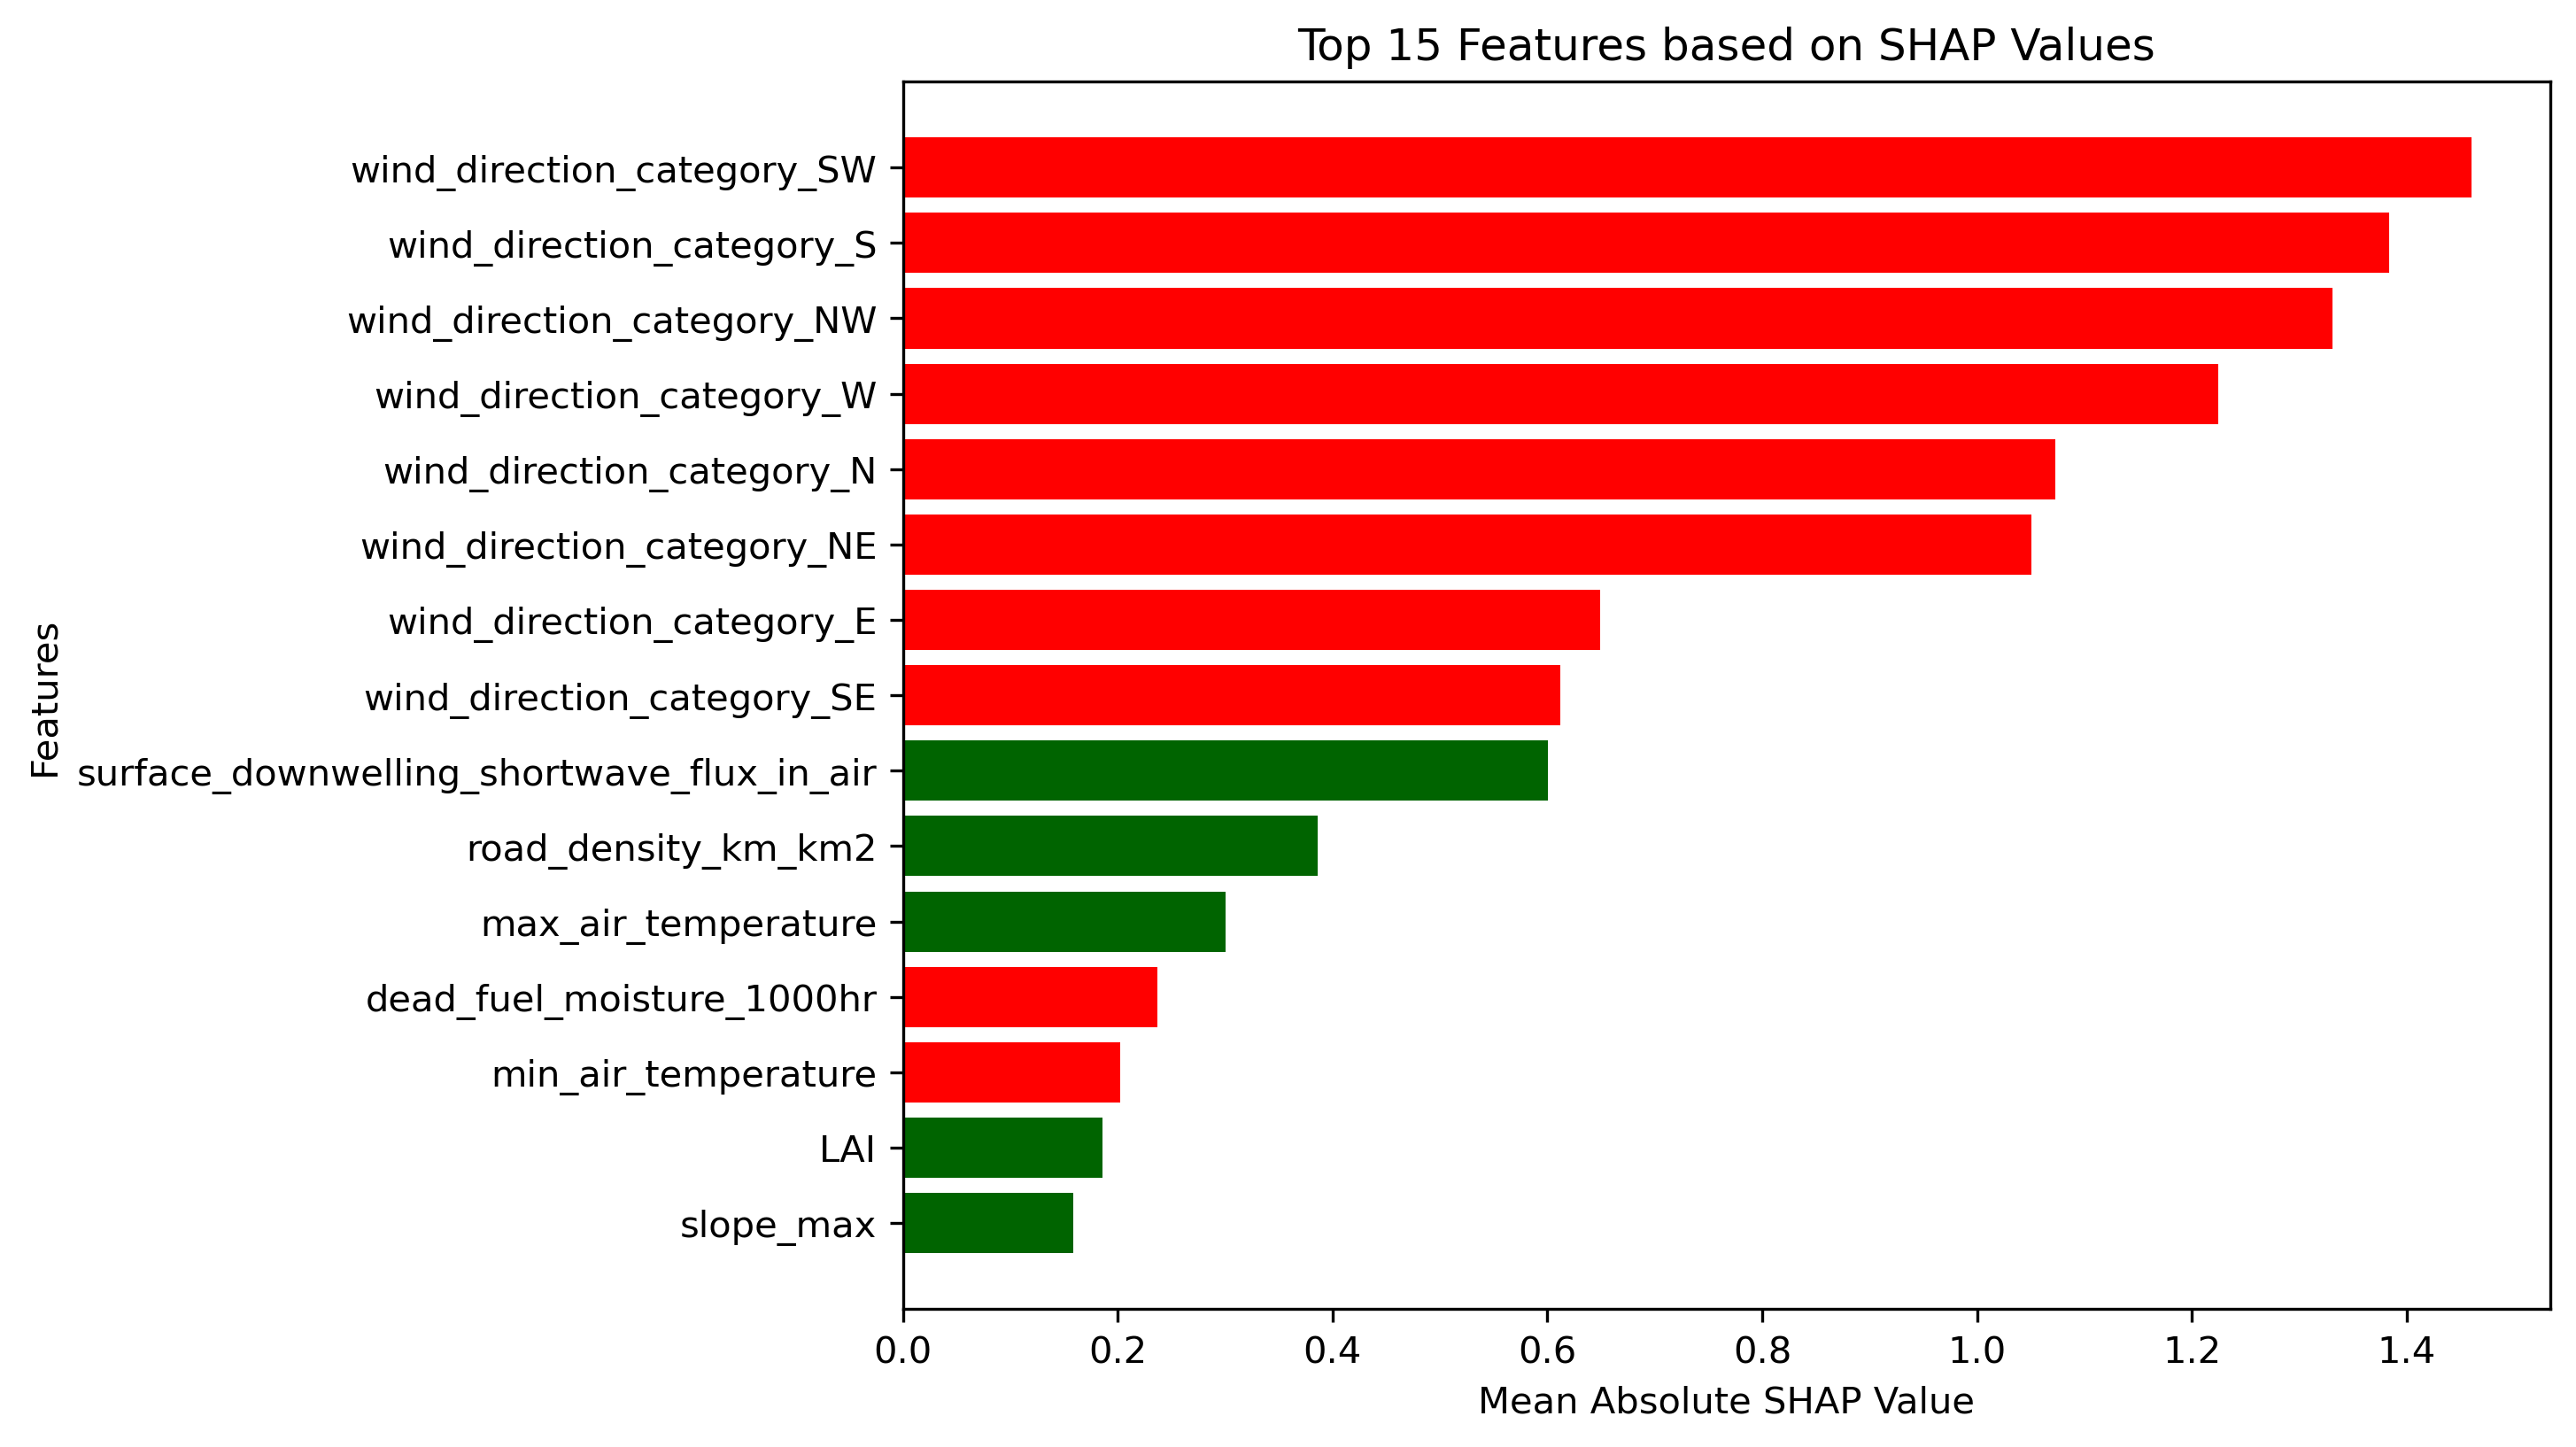 Top 15 Features based on SHAP Values
wind_direction_category_SW
wind_direction_category_S
wind_direction_category_NW
wind_direction_category_W
wind_direction_category_N
wind_direction_category_NE
wind_direction_category_E
wind_direction_category_SE
surface_downwelling_shortwave_flux_in_air
road_density_km_km2
max_air_temperature
dead_fuel_moisture_1000hr
min_air_temperature
LAI
slope_max
Features
0.0 0.2 0.4 0.6 0.8 1.0 1.2 1.4
Mean Absolute SHAP Value